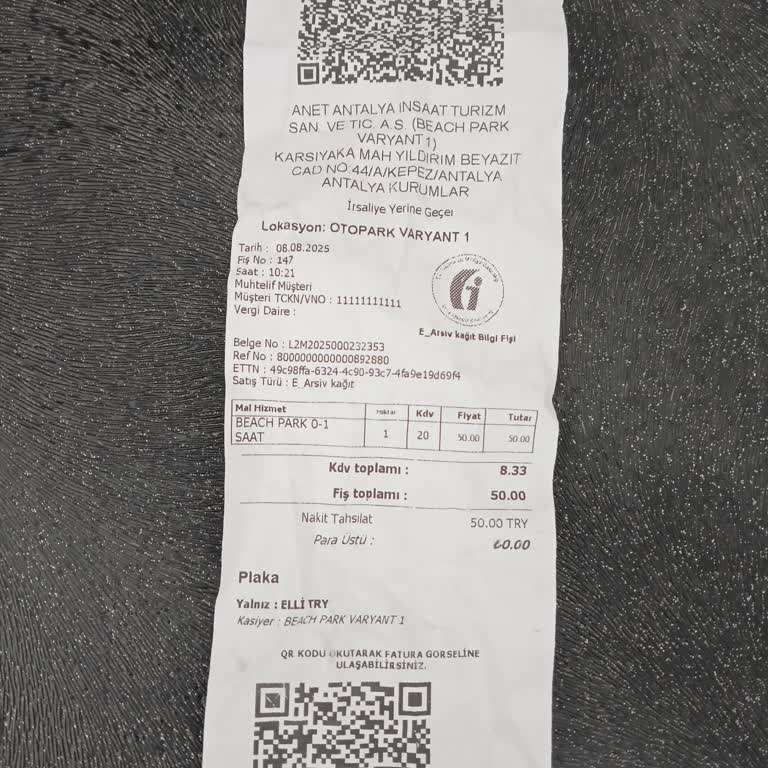 ANET ANTALYA INSAAT TURIZM
SAN. VE TIC. A.S. (BEACH PARK
VARYANT 1)
KARSIYAKA MAH YILDIRIM BEYAZIT
CAD NO:44/A/KEPEZ/ANTALYA
ANTALYA KURUMLAR
İrsaliye Yerine Geçer
Lokasyon: OTOPARK VARYANT 1
Tarih : 08.08.2025
Fiş No : 147
Saat : 10:21
Muhtelif Müşteri
Müşteri TCKN/VNO : 11111111111
Vergi Daire :
E_Arsiv kağıt Bilgi Fişi
Belge No : L2M2025000232353
Ref No : 8000000000000892880
ETTN : 49c98ffa-6324-4c90-93c7-4fa9e19d69f4
Satış Türü : E_Arsiv kağıt
Mal Hizmet Miktar Kdv Fiyat Tutar
BEACH PARK 0-1
SAAT 1 20 50.00 50.00
Kdv toplamı : 8.33
Fiş toplamı : 50.00
Nakit Tahsilat 50.00 TRY
Para Üstü : ₺0.00
Plaka
Yalnız : ELLİ TRY
Kasiyer : BEACH PARK VARYANT 1
QR KODU OKUTARAK FATURA GORSELINE
ULAŞABİLİRSİNİZ.